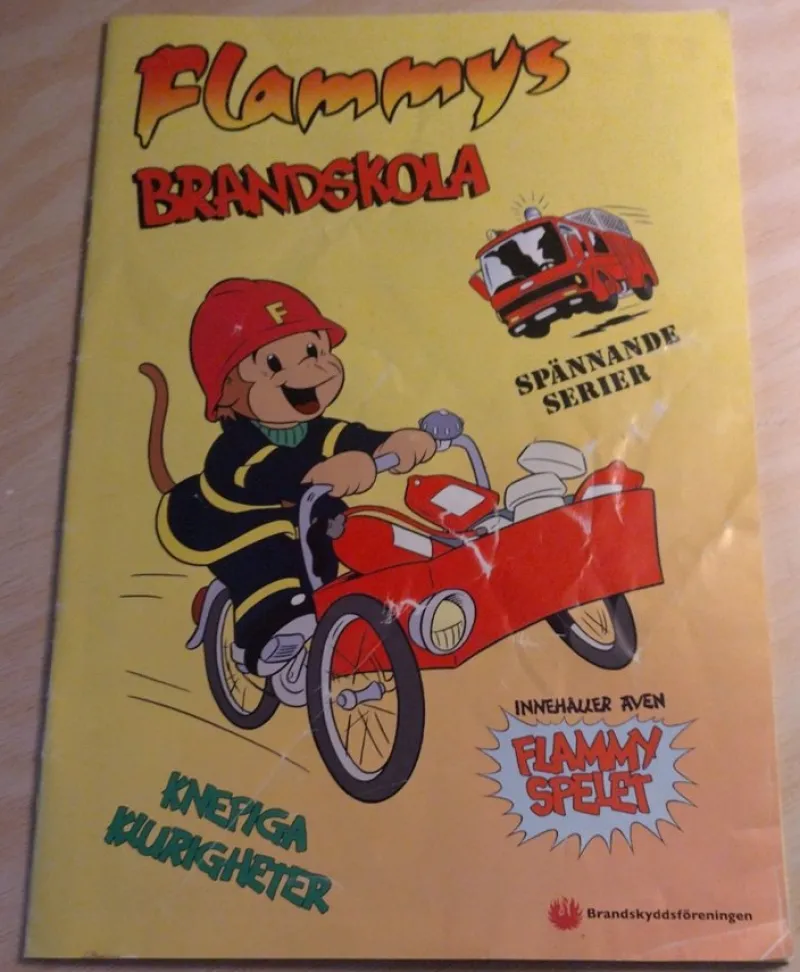 Flammys
BRANDSKOLA
F
SPÄNNANDE
SERIER
INNEHÅLLER ÄVEN
FLAMMY
SPELET
KNEPIGA
KLURIGHETER
Brandskyddsföreningen